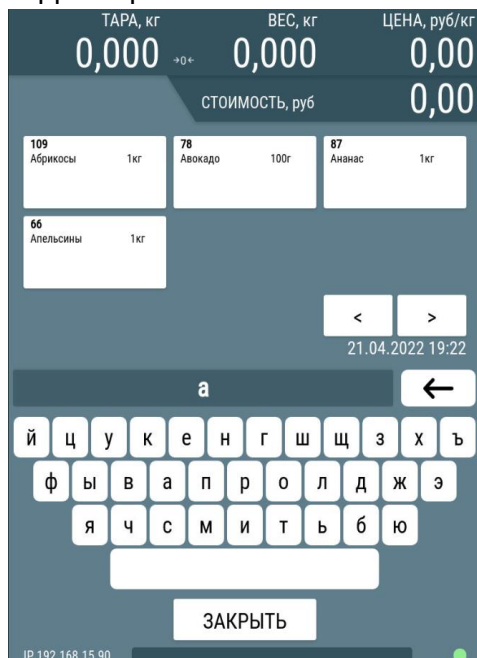 ТАРА, кг ВЕС, кг ЦЕНА, руб/кг
0,000 →0← 0,000 0,00
СТОИМОСТЬ, руб 0,00
109 78 87
Абрикосы 1кг Авокадо 100г Ананас 1кг
66
Апельсины 1кг
< >
21.04.2022 19:22
а ←
й ц у к е н г ш щ з х ъ
ф ы в а п р о л д ж э
я ч с м и т ь б ю
ЗАКРЫТЬ
IP 192.168.15.90